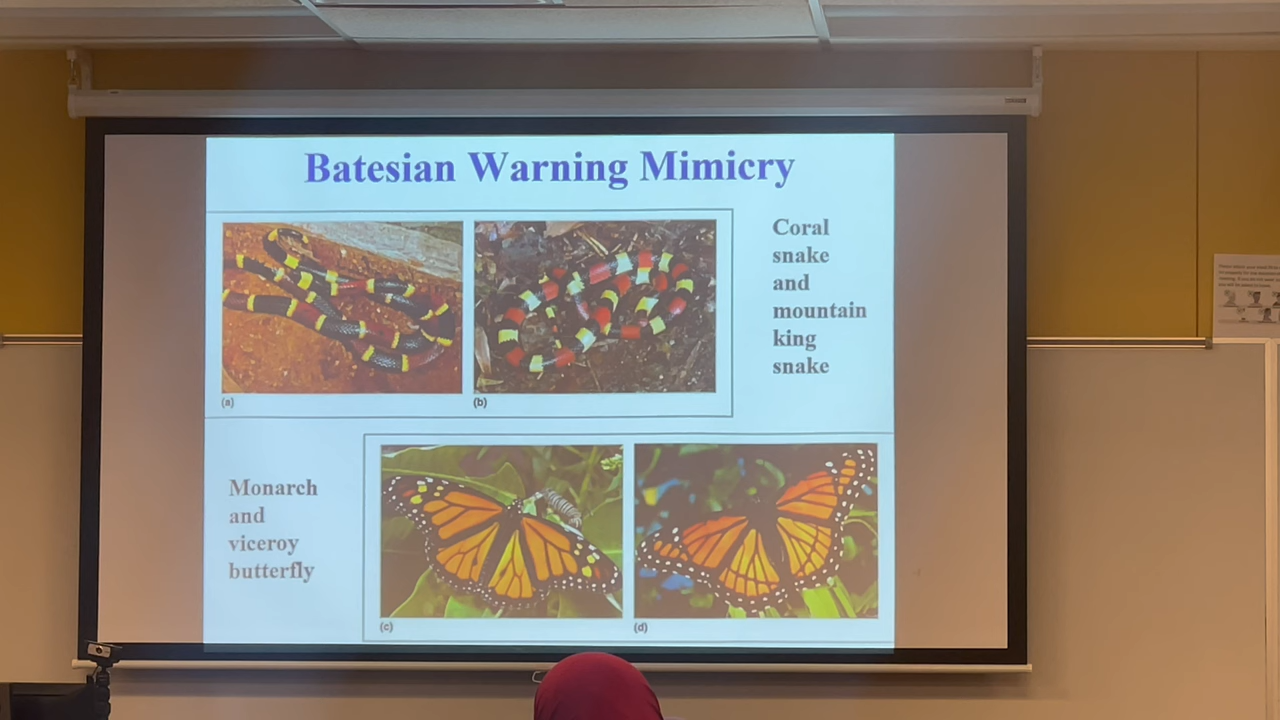 Batesian Warning Mimicry
Coral
snake
and
mountain
king
snake
(a)
(b)
Monarch
and
viceroy
butterfly
(c)
(d)